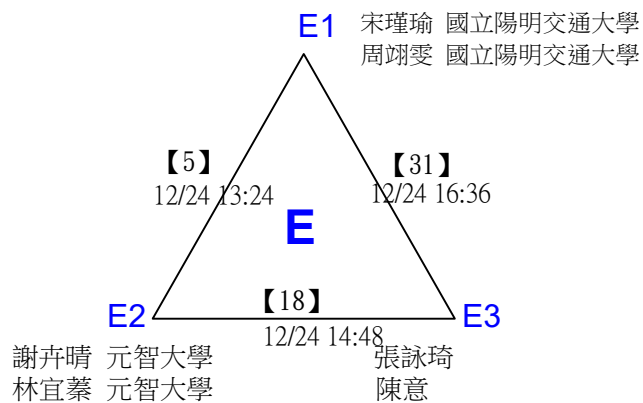 E1 宋瑾瑜 國立陽明交通大學
周翊雯 國立陽明交通大學
【5】
12/24 13:24
【31】
12/24 16:36
E
E2
【18】
12/24 14:48
E3
謝卉晴 元智大學
林宜蓁 元智大學
張詠琦
陳意